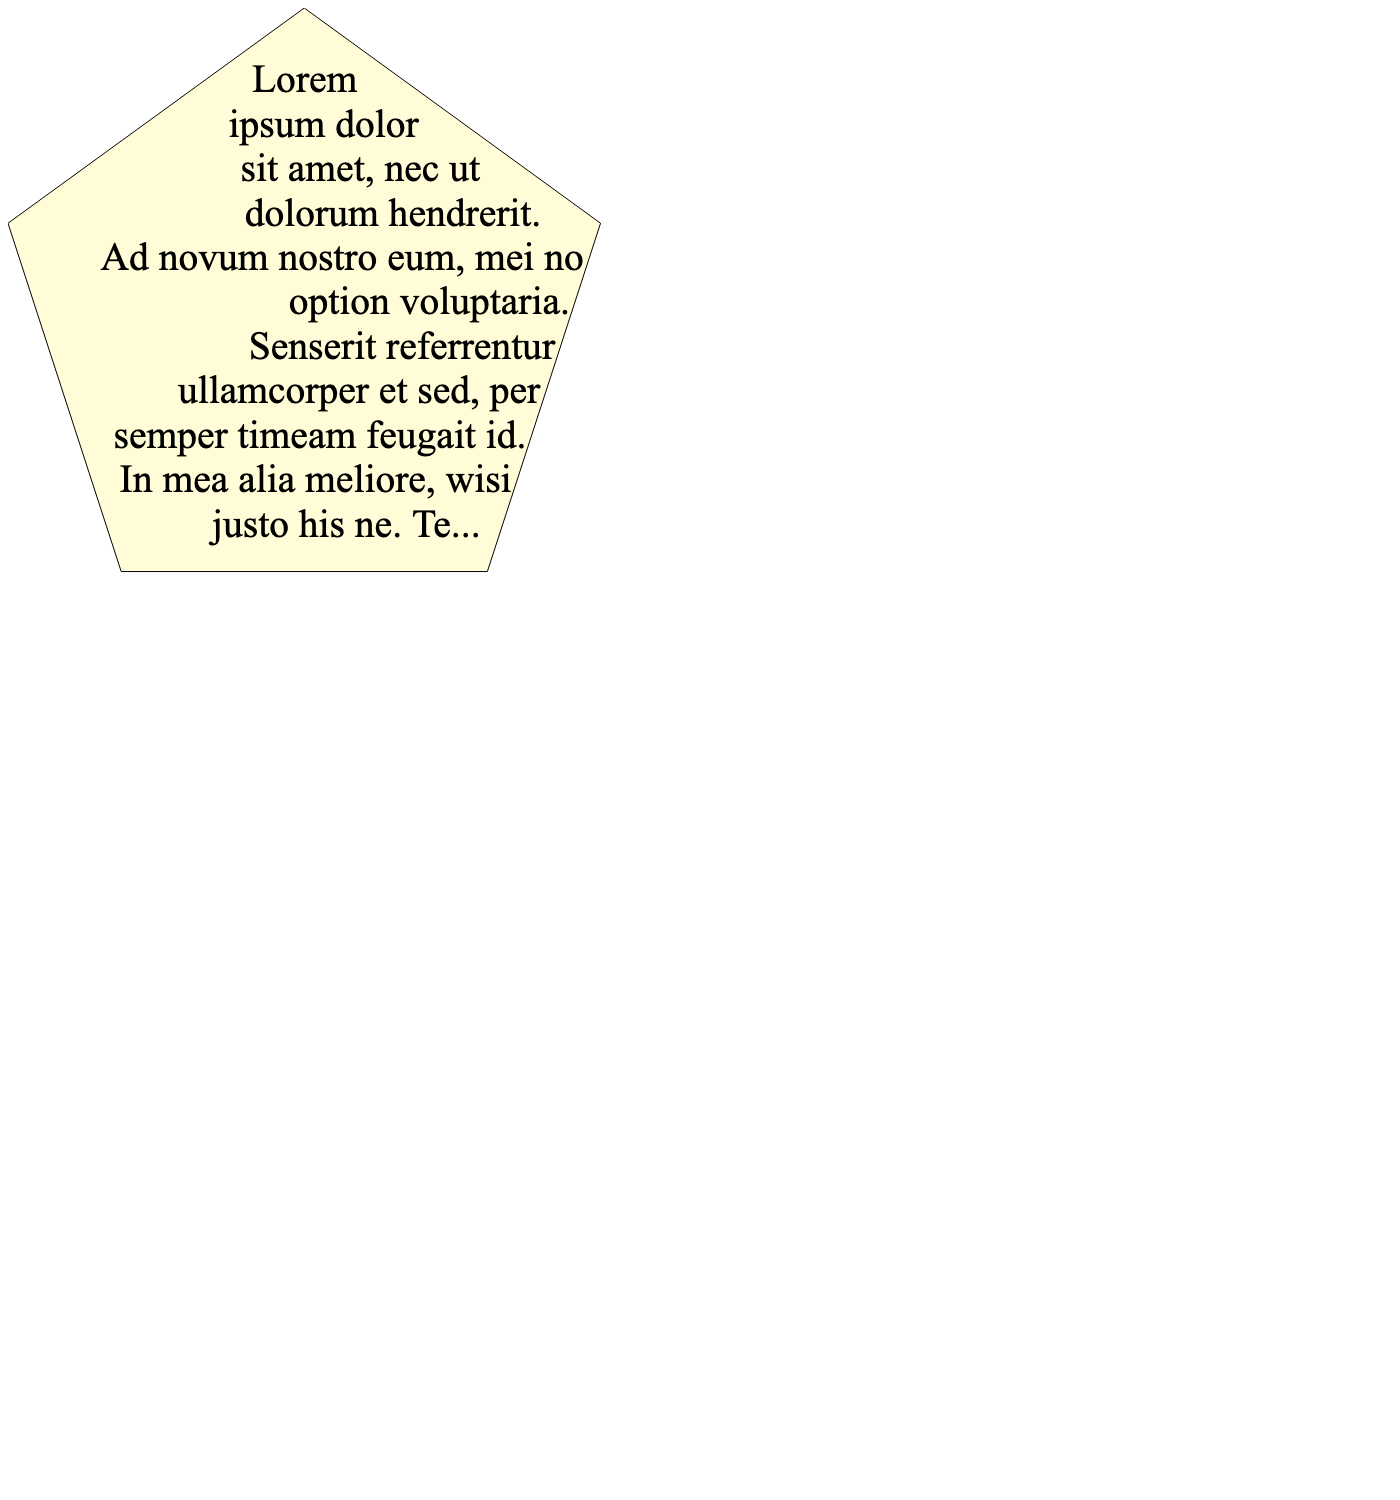 Lorem
ipsum dolor
sit amet, nec ut
dolorum hendrerit.
Ad novum nostro eum, mei no
option voluptaria.
Senserit referrentur
ullamcorper et sed, per
semper timeam feugait id.
In mea alia meliore, wisi
justo his ne. Te...